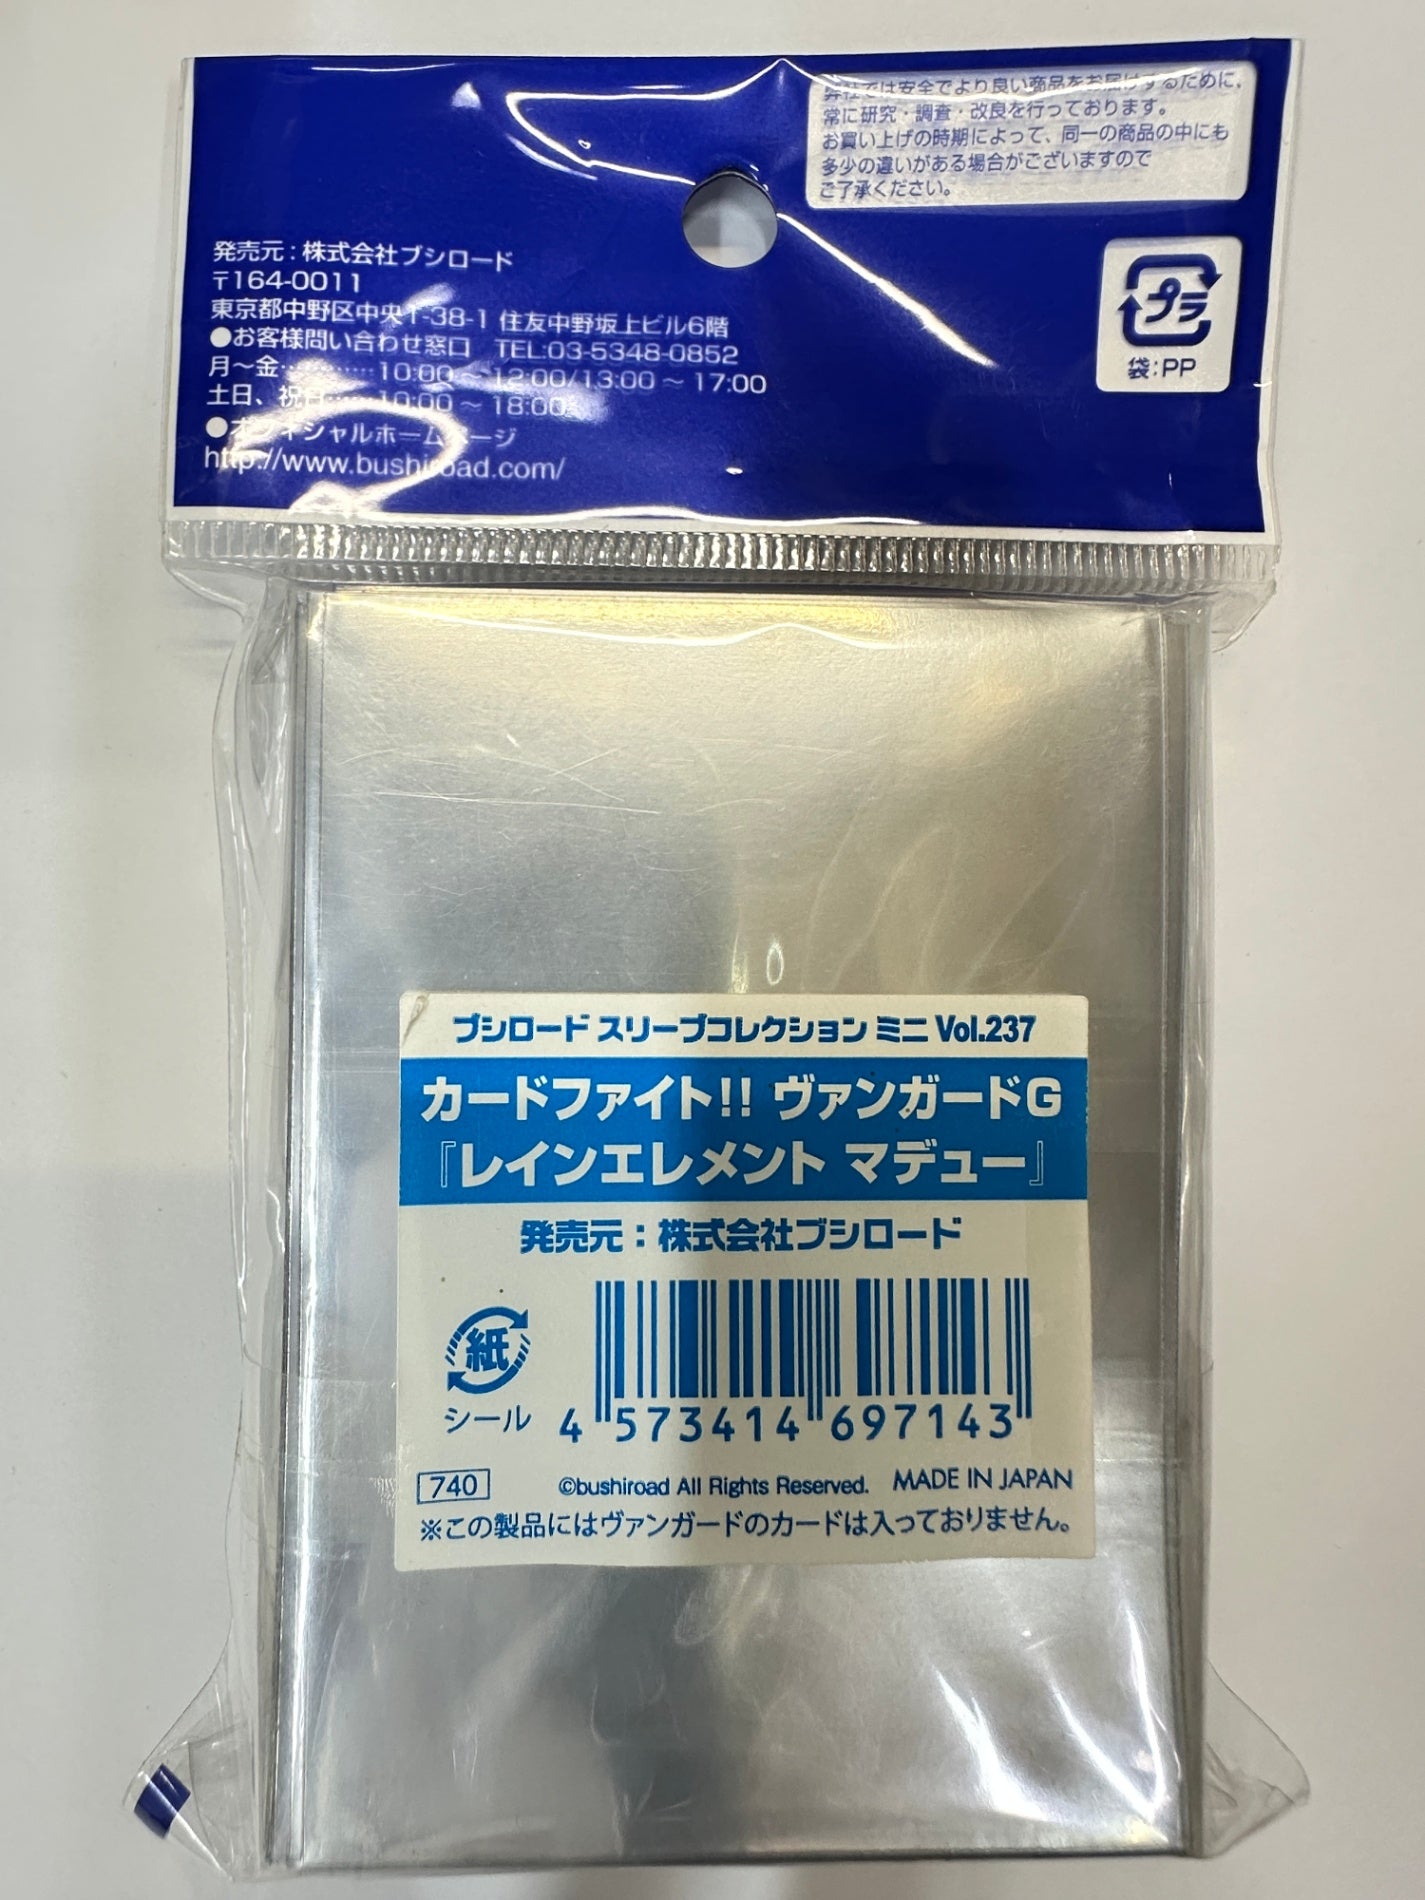 弊社では安全でより良い商品をお届けするために、
常に研究・調査・改良を行っております。
お買い上げの時期によって、同一の商品の中にも
多少の違いがある場合がございますので
ご了承ください。
発売元：株式会社ブシロード
〒164-0011
東京都中野区中央1-38-1 住友中野坂上ビル6階
●お客様問い合わせ窓口 TEL:03-5348-0852
月～金…………10:00 ～ 12:00/13:00 ～ 17:00
土日、祝日……10:00 ～ 18:00
●オフィシャルホームページ
http://www.bushiroad.com/
プラ
袋:PP
ブシロード スリーブコレクション ミニ Vol.237
カードファイト!! ヴァンガードG
『レインエレメント マデュー』
発売元：株式会社ブシロード
紙
シール
4 573414 697143
740
©bushiroad All Rights Reserved. MADE IN JAPAN
※この製品にはヴァンガードのカードは入っておりません。